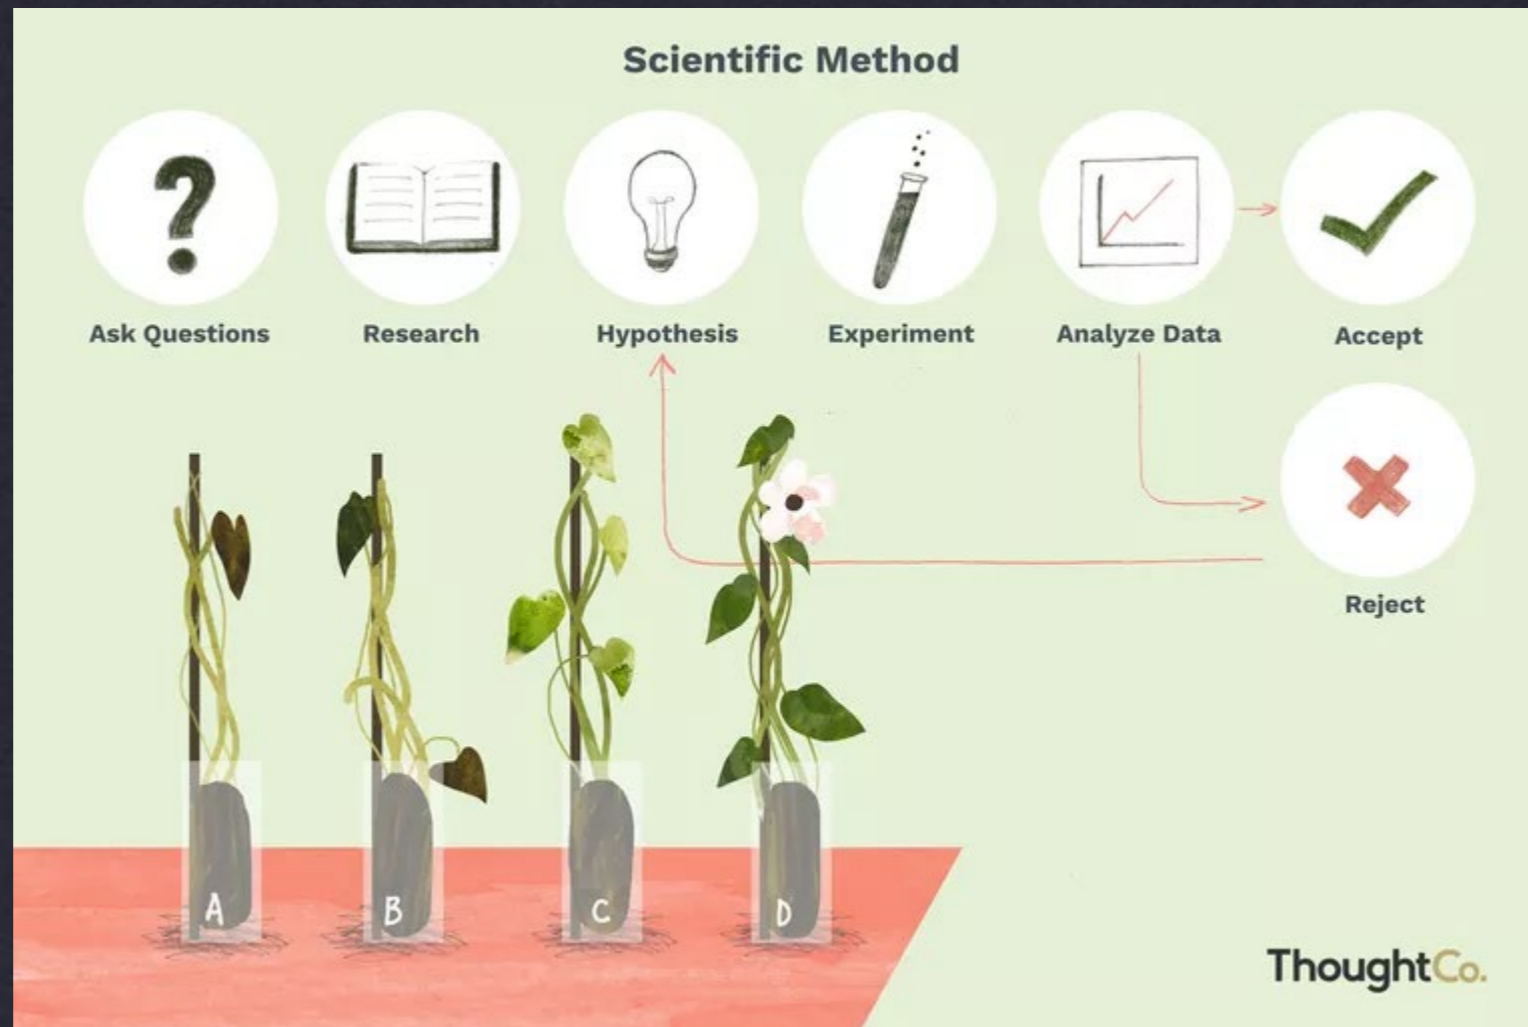 Scientific Method
Ask Questions
Research
Hypothesis
Experiment
Analyze Data
Accept
Reject
A
B
C
D
ThoughtCo.